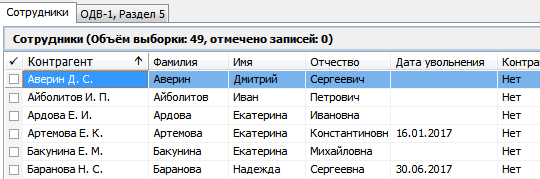 Сотрудники ОДВ-1, Раздел 5
Сотрудники (Объём выборки: 49, отмечено записей: 0)
✓ Контрагент ↑ Фамилия Имя Отчество Дата увольнения Контра
Аверин Д. С. Аверин Дмитрий Сергеевич Нет
Айболитов И. П. Айболитов Иван Петрович Нет
Ардова Е. И. Ардова Екатерина Ивановна Нет
Артемова Е. К. Артемова Екатерина Константиновн 16.01.2017 Нет
Бакунина Е. М. Бакунина Екатерина Михайловна Нет
Баранова Н. С. Баранова Надежда Сергеевна 30.06.2017 Нет